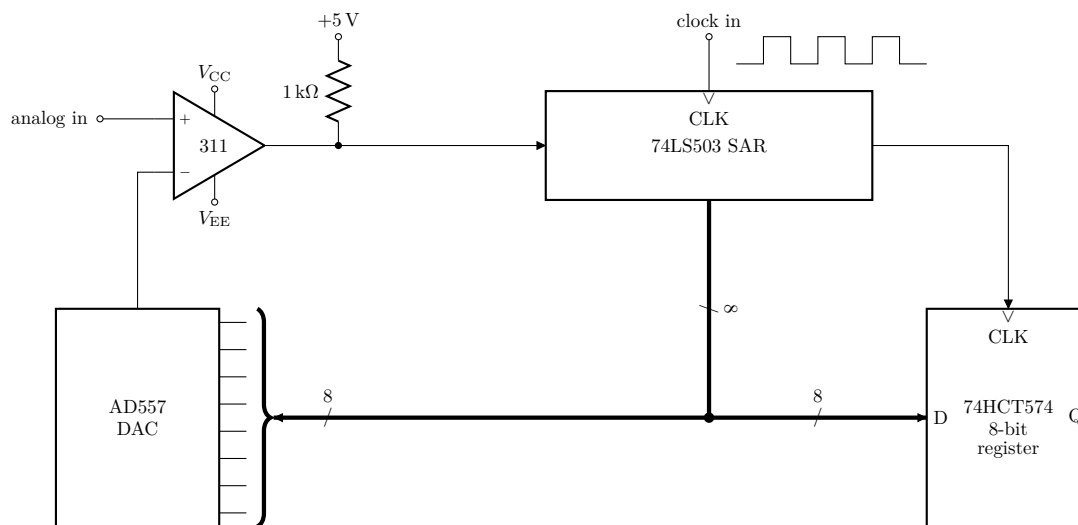 +5 V
clock in
V_CC
1 kΩ
analog in
+
311
−
V_EE
CLK
74LS503 SAR
∞
CLK
8
8
AD557
DAC
D
74HCT574
8-bit
register
Q